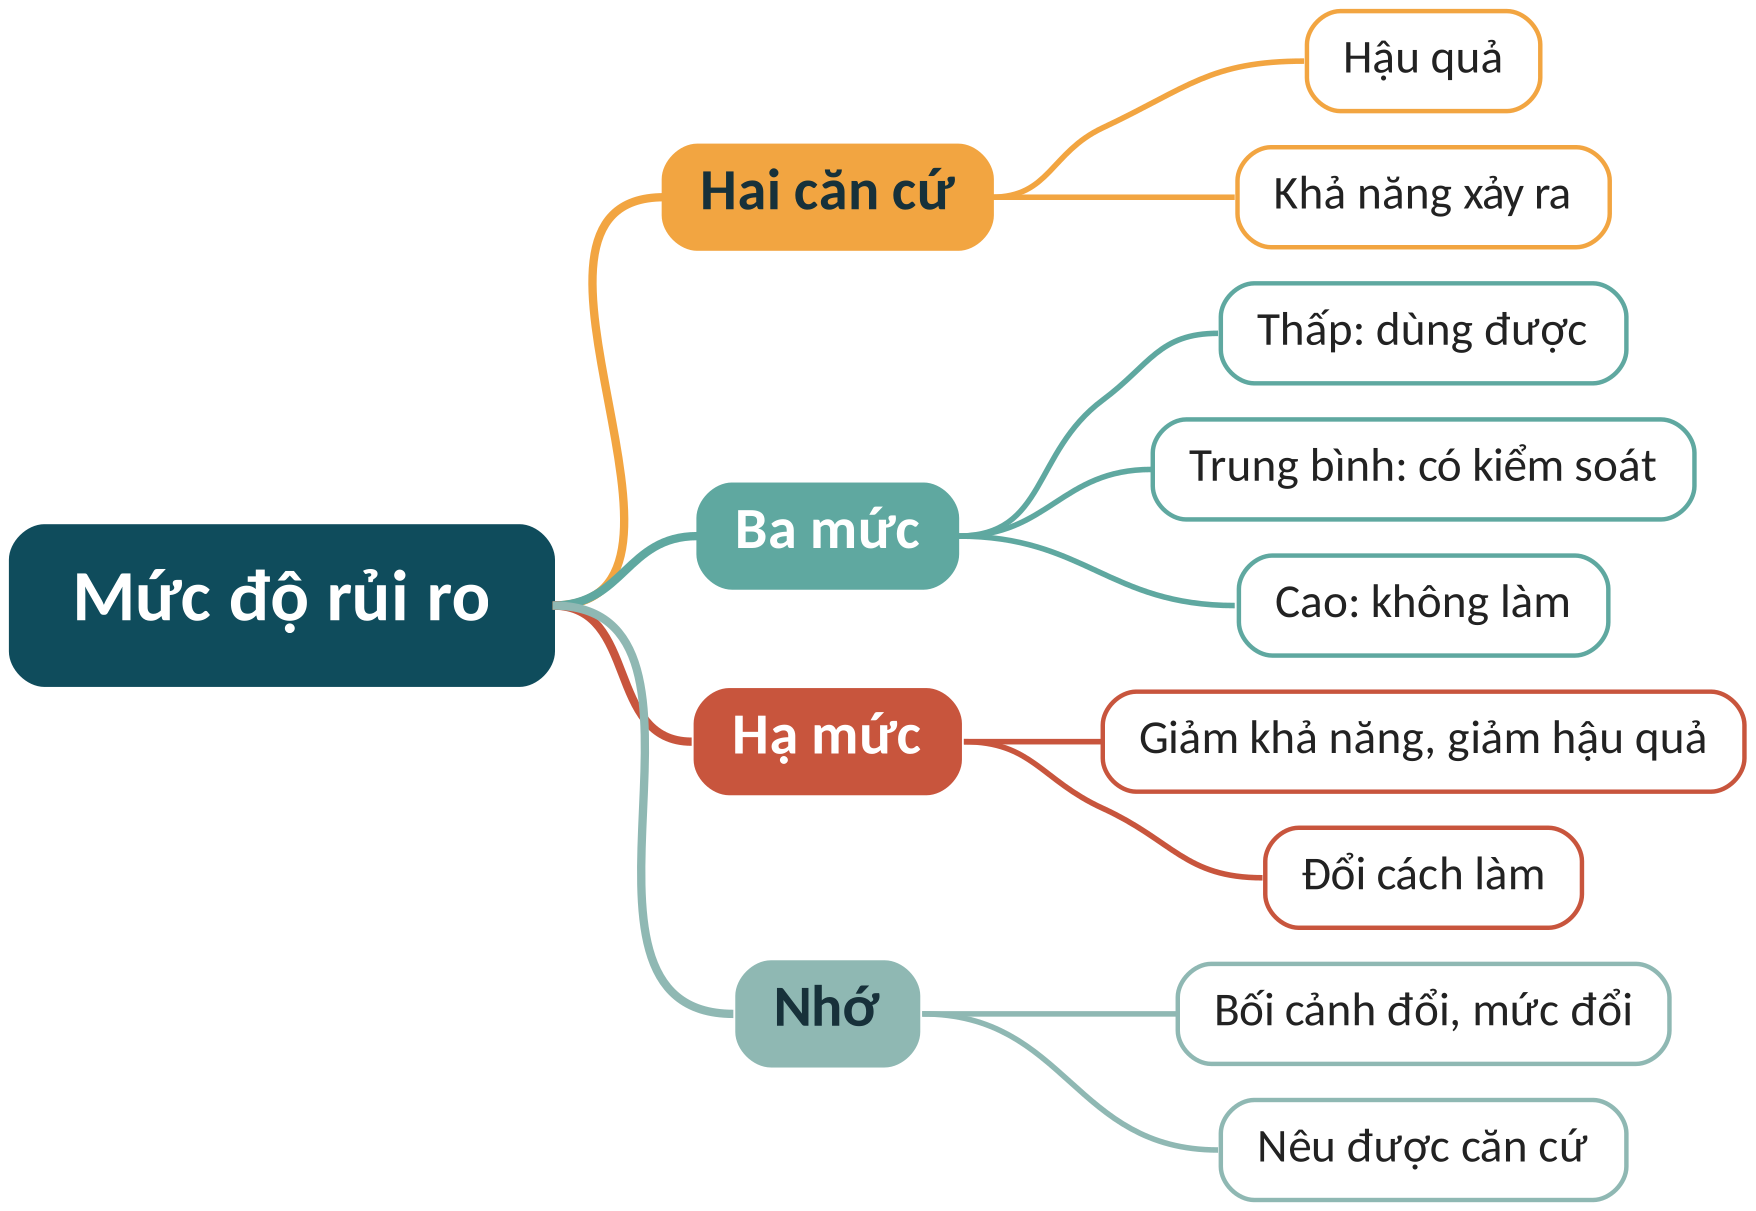 Mức độ rủi ro
Hai căn cứ
Hậu quả
Khả năng xảy ra
Ba mức
Thấp: dùng được
Trung bình: có kiểm soát
Cao: không làm
Hạ mức
Giảm khả năng, giảm hậu quả
Đổi cách làm
Nhớ
Bối cảnh đổi, mức đổi
Nêu được căn cứ